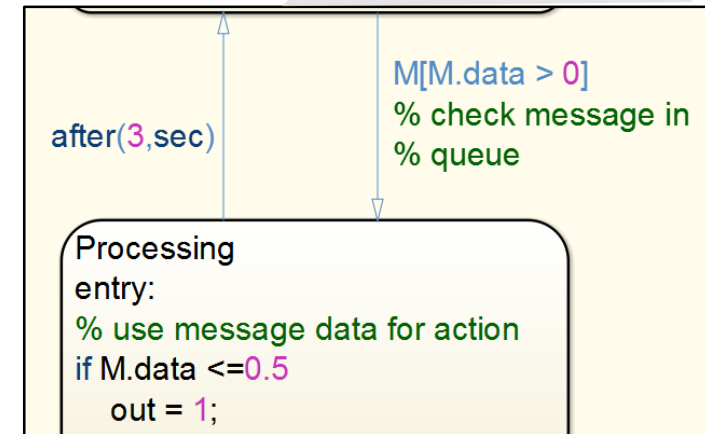 M[M.data > 0]
% check message in
% queue
after(3,sec)
Processing
entry:
% use message data for action
if M.data <=0.5
out = 1;